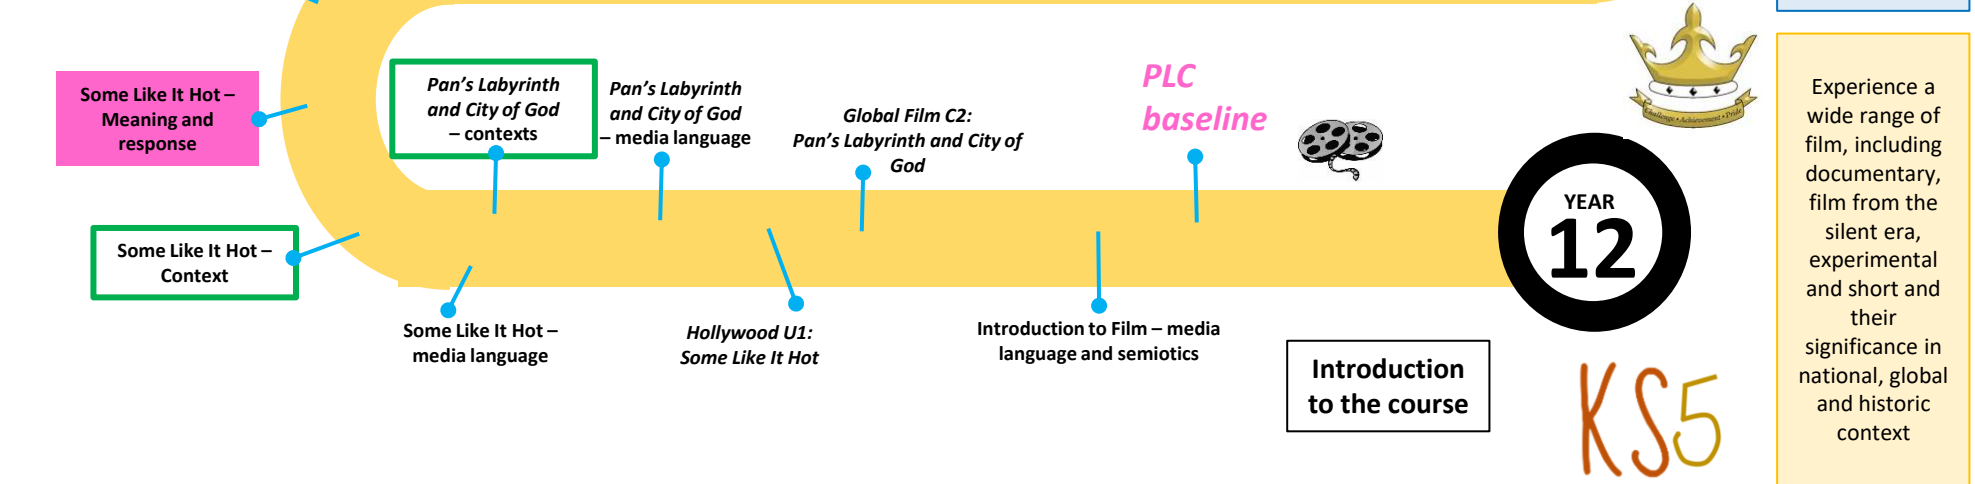 Some Like It Hot –
Meaning and
response
Pan's Labyrinth
and City of God
– contexts
Pan's Labyrinth
and City of God
– media language
Global Film C2:
Pan's Labyrinth and City of
God
PLC
baseline
Challenge • Achievement • Pride
YEAR
12
Some Like It Hot –
Context
Some Like It Hot –
media language
Hollywood U1:
Some Like It Hot
Introduction to Film – media
language and semiotics
Introduction
to the course
KS5
Experience a
wide range of
film, including
documentary,
film from the
silent era,
experimental
and short and
their
significance in
national, global
and historic
context